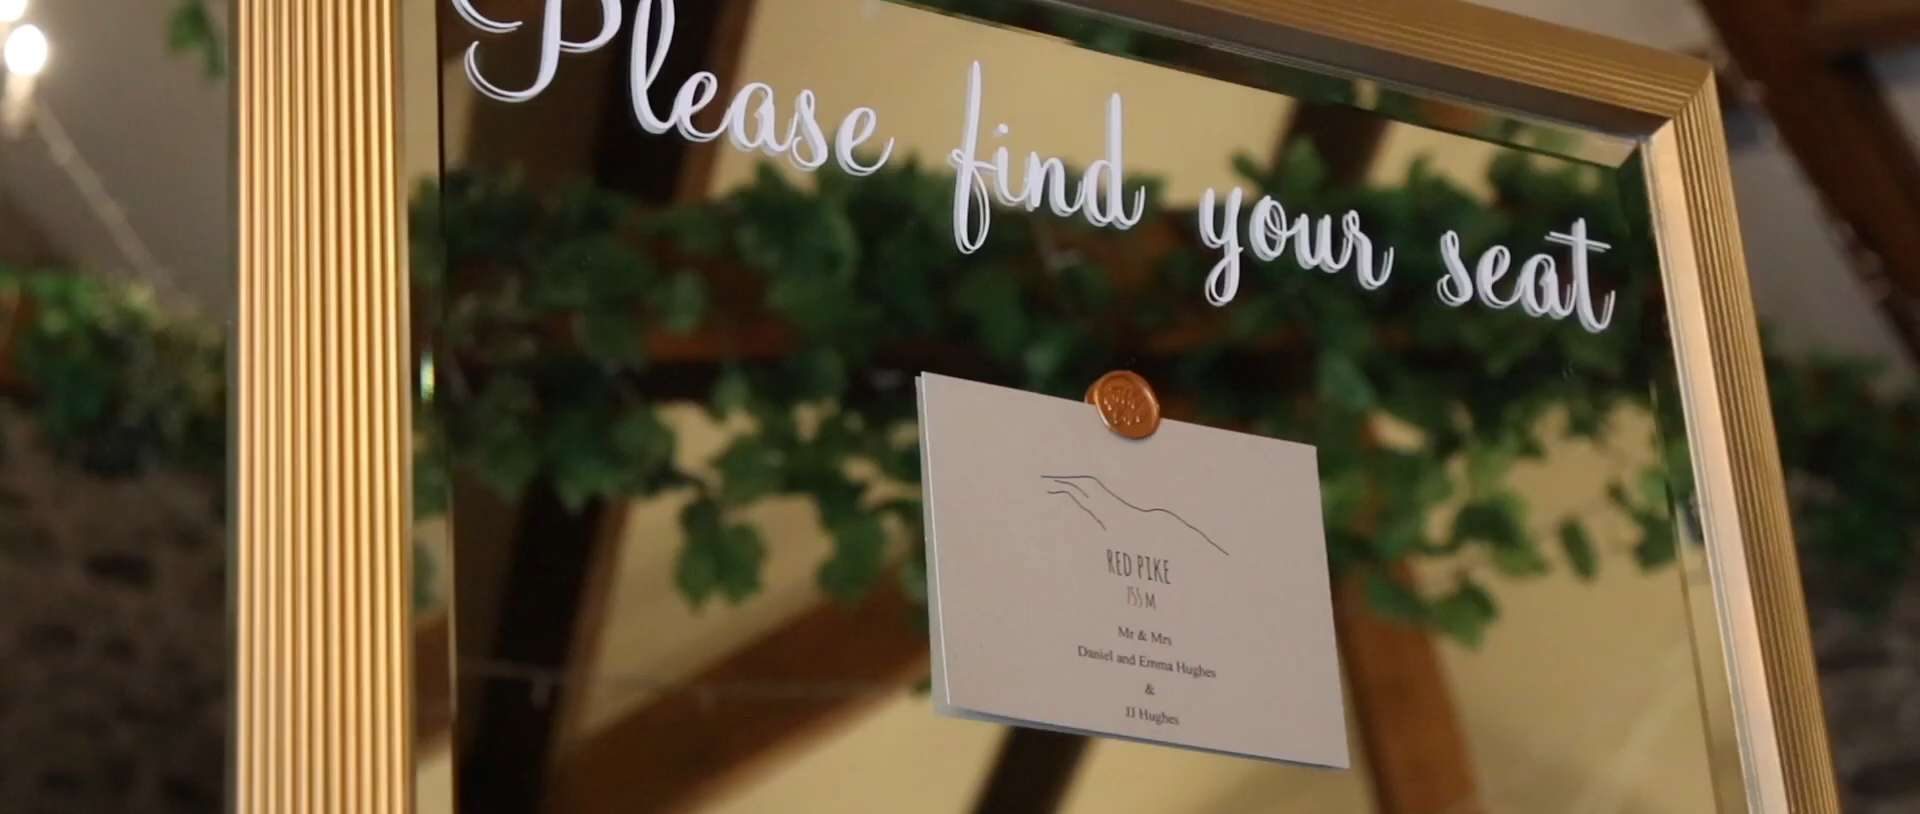 Please find your seat
RED PIKE
755 M
Mr & Mrs
Daniel and Emma Hughes
&
JJ Hughes